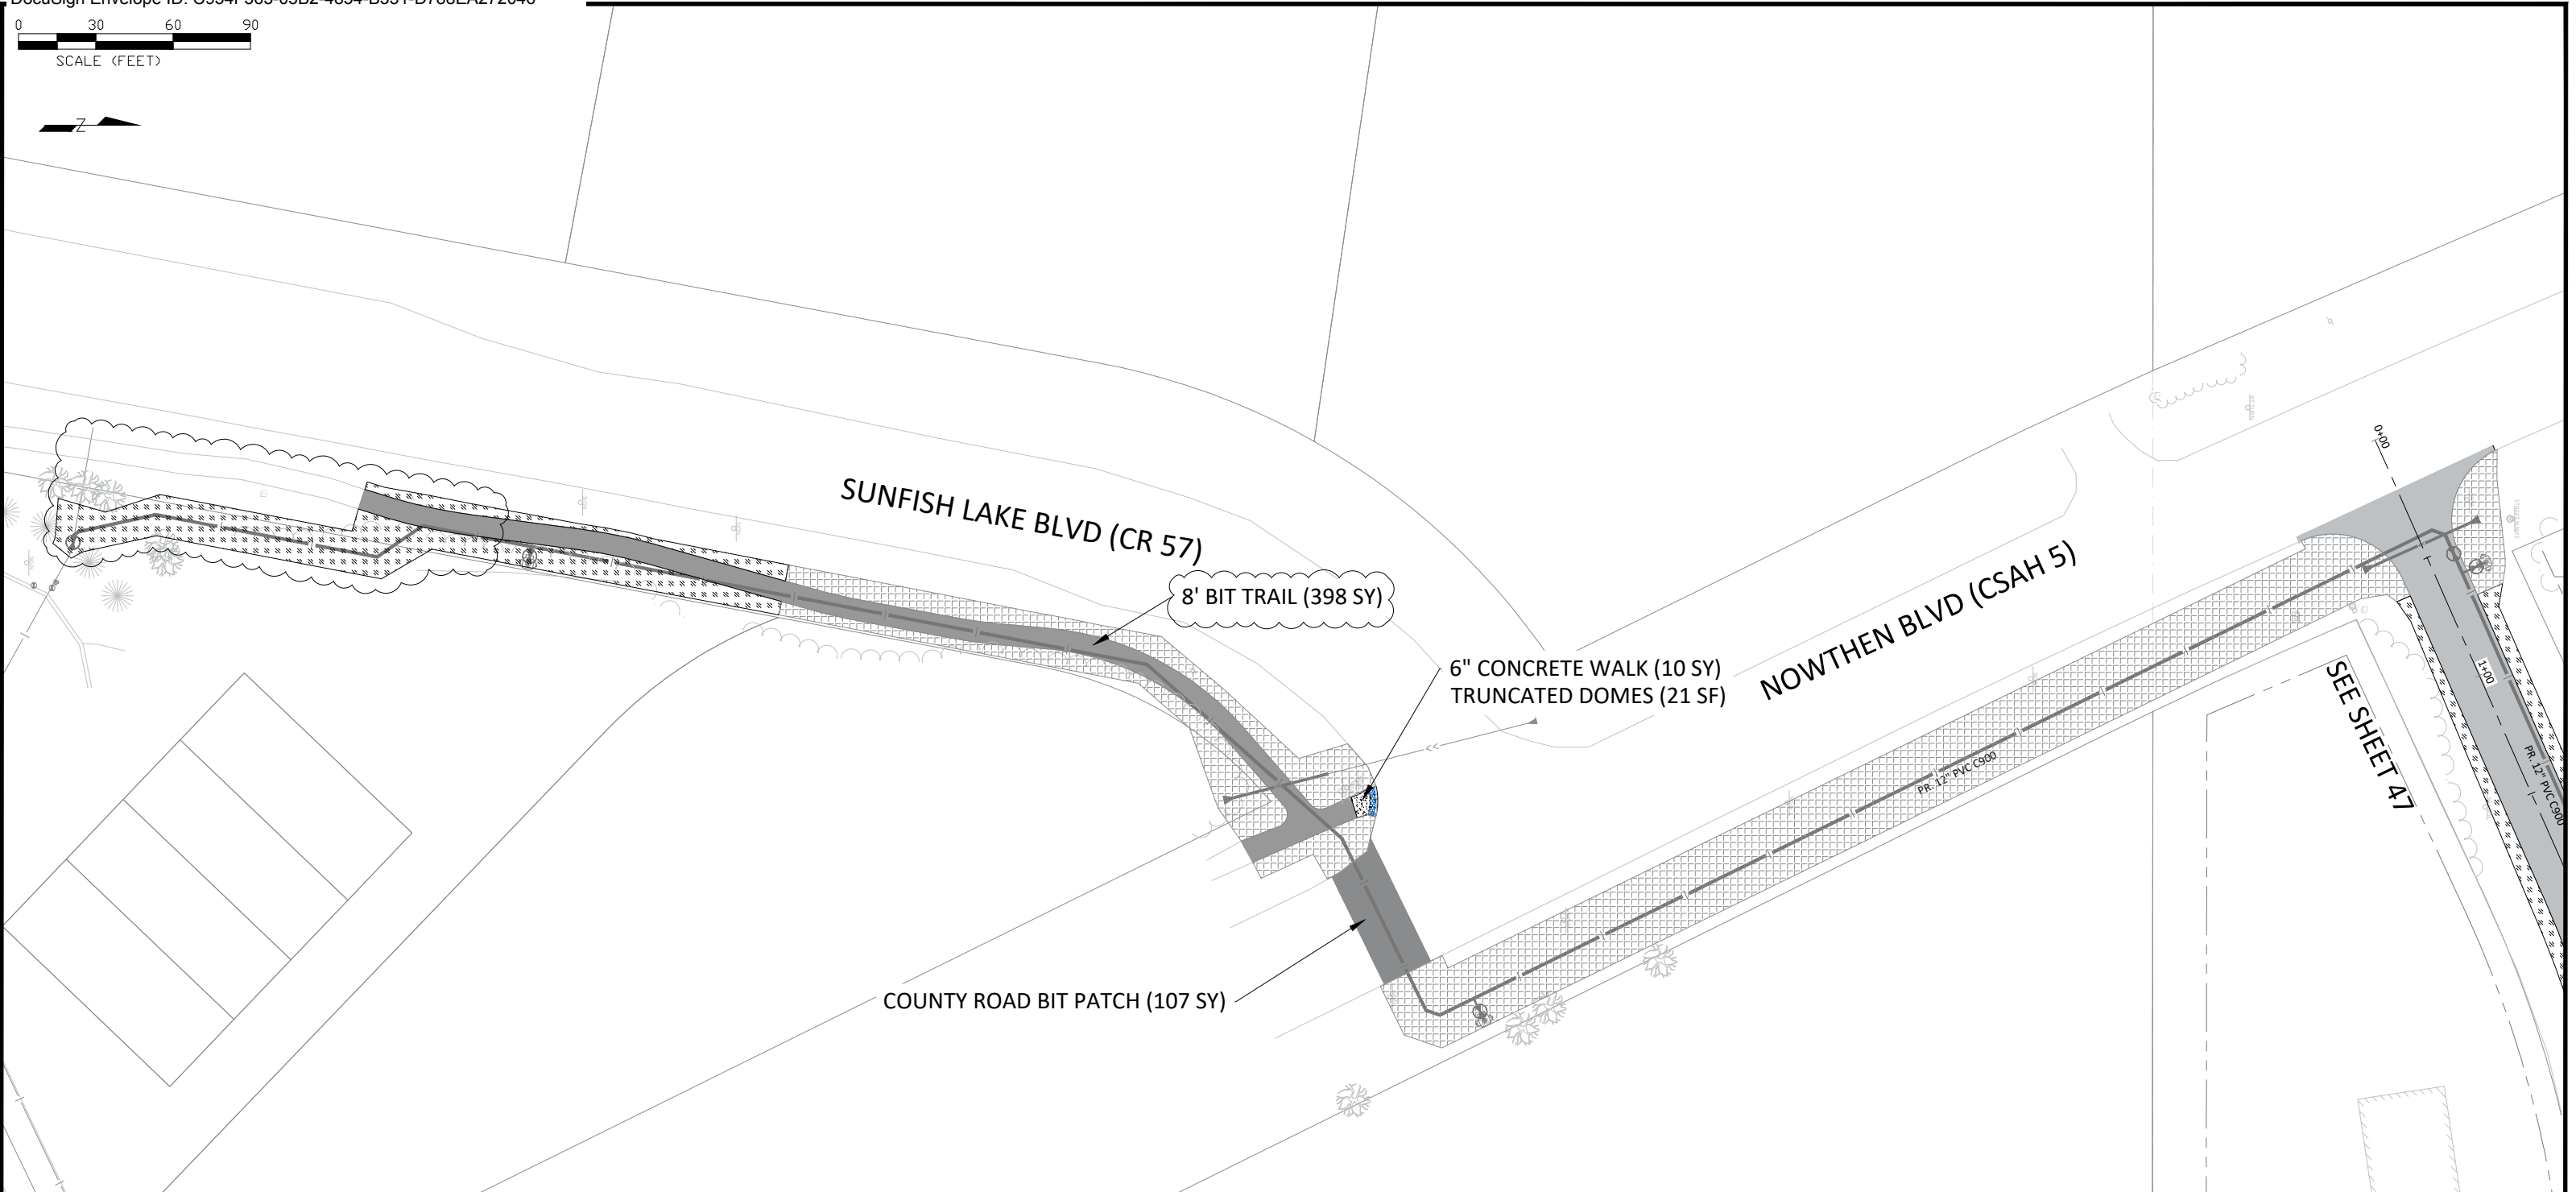 0 30 60 90
SCALE (FEET)
Z
SUNFISH LAKE BLVD (CR 57)
8' BIT TRAIL (398 SY)
6" CONCRETE WALK (10 SY)
TRUNCATED DOMES (21 SF)
NOWTHEN BLVD (CSAH 5)
0+00
1+00
SEE SHEET 47
PR. 12" PVC C900
PR. 12" PVC C900
COUNTY ROAD BIT PATCH (107 SY)